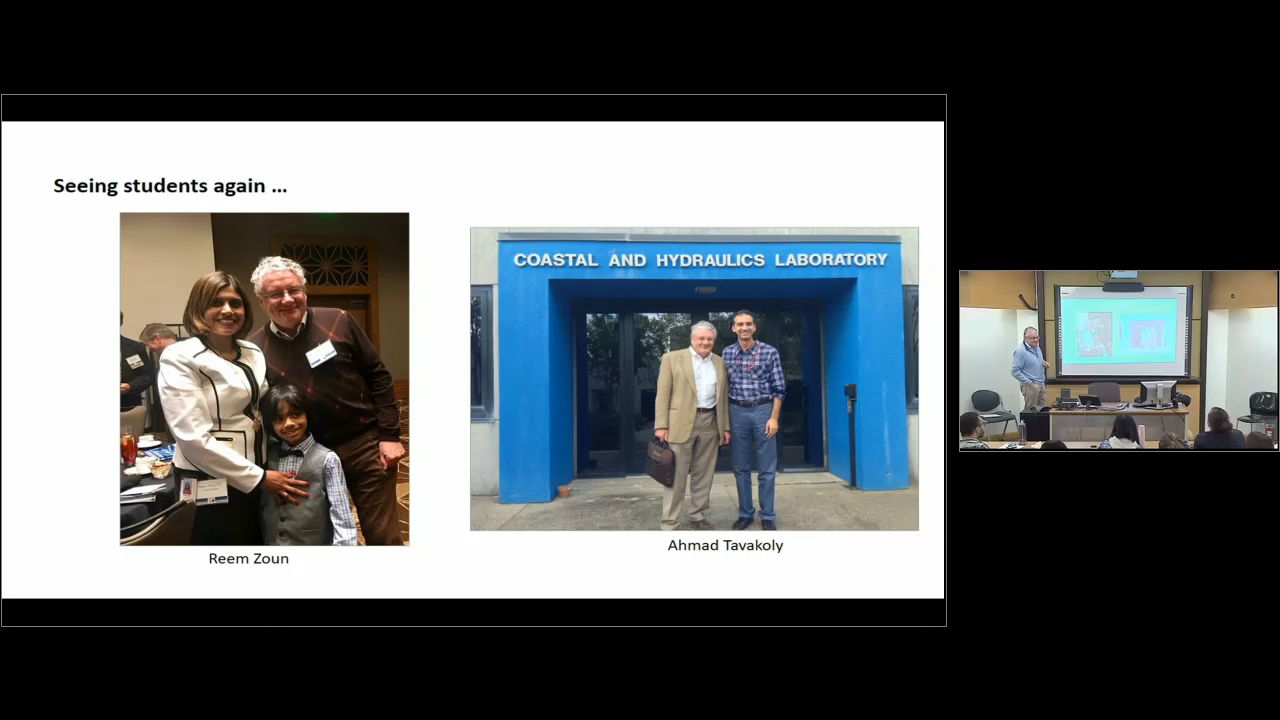 Seeing students again ...
COASTAL AND HYDRAULICS LABORATORY
Reem Zoun
Ahmad Tavakoly